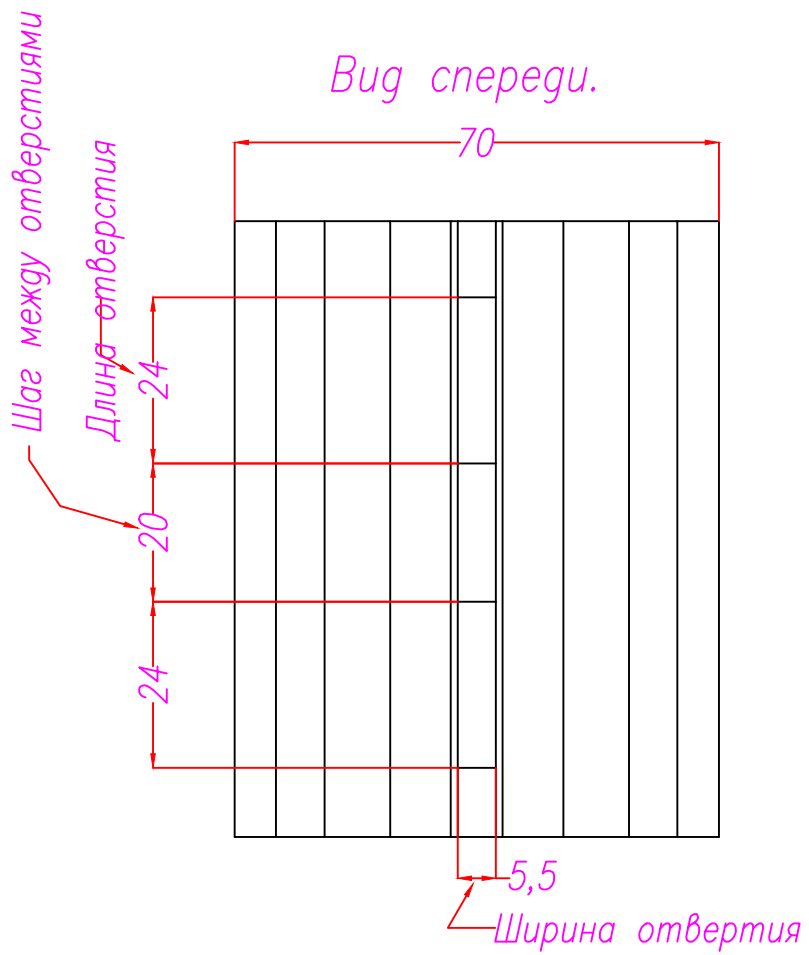 Вид спереди.
70
Шаг между отверстиями
Длина отверстия
24
20
24
5,5
Ширина отвертия